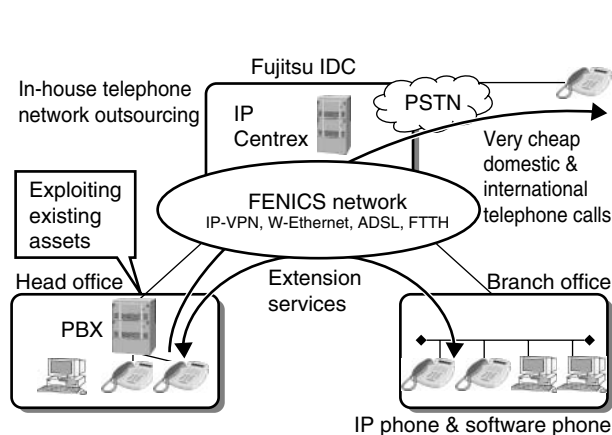 Fujitsu IDC
In-house telephone
network outsourcing
IP
Centrex
PSTN
Very cheap
domestic &
international
telephone calls
Exploiting
existing
assets
FENICS network
IP-VPN, W-Ethernet, ADSL, FTTH
Head office
Extension
services
Branch office
PBX
IP phone & software phone